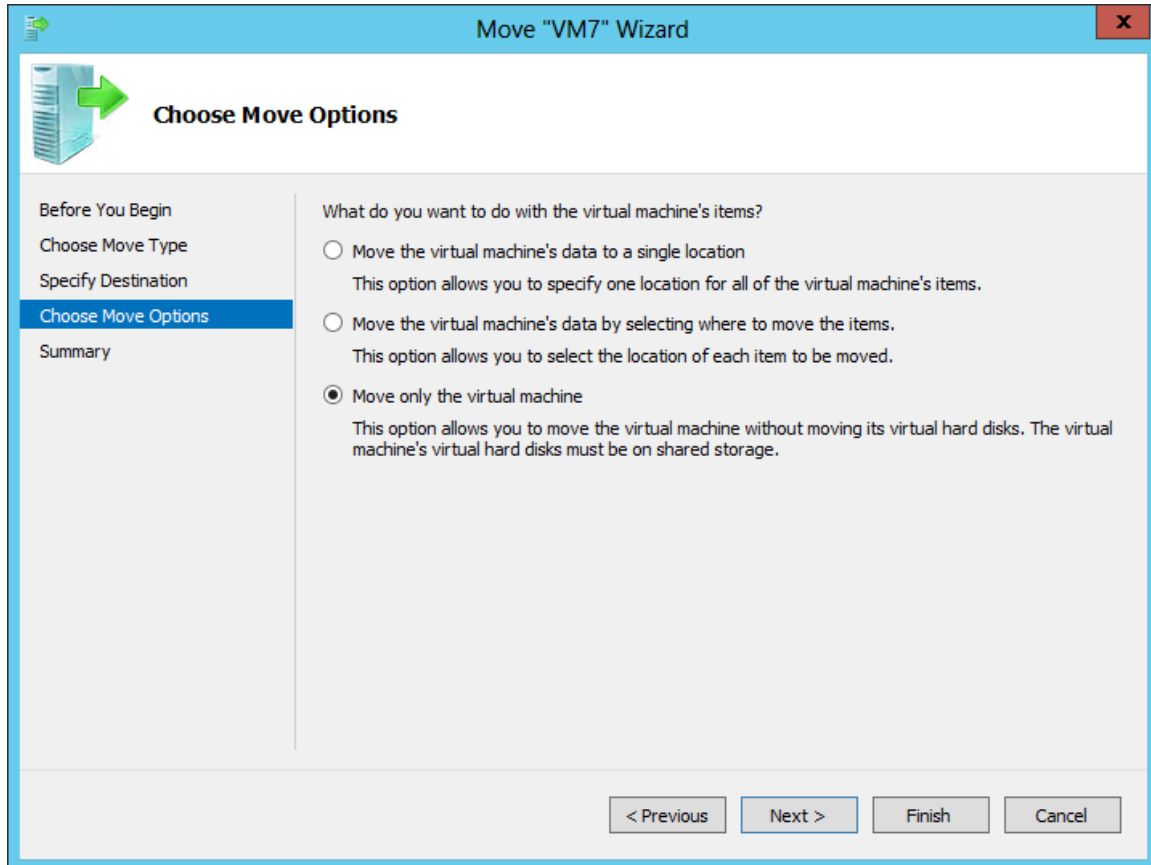 Move "VM7" Wizard
x
Choose Move Options
Before You Begin
Choose Move Type
Specify Destination
Choose Move Options
Summary
What do you want to do with the virtual machine's items?
Move the virtual machine's data to a single location
This option allows you to specify one location for all of the virtual machine's items.
Move the virtual machine's data by selecting where to move the items.
This option allows you to select the location of each item to be moved.
Move only the virtual machine
This option allows you to move the virtual machine without moving its virtual hard disks. The virtual
machine's virtual hard disks must be on shared storage.
< Previous
Next >
Finish
Cancel